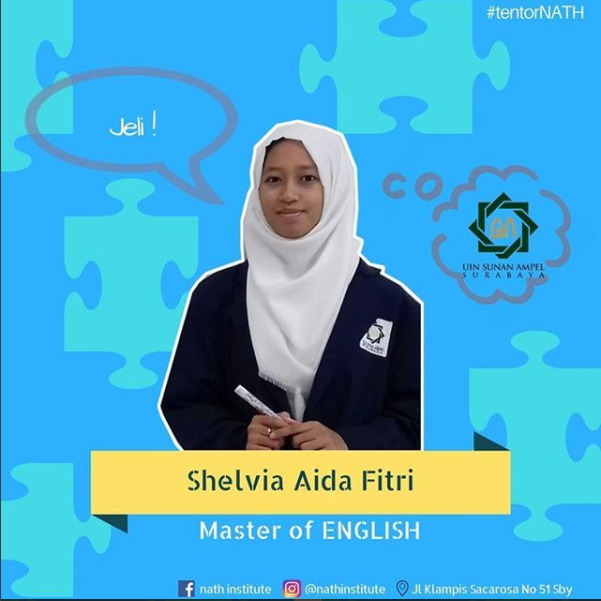 #tentorNATH
Jeli !
UIN SUNAN AMPEL
S U R A B A Y A
Shelvia Aida Fitri
Master of ENGLISH
nath institute
@nathinstitute
Jl Klampis Sacarosa No 51 Sby